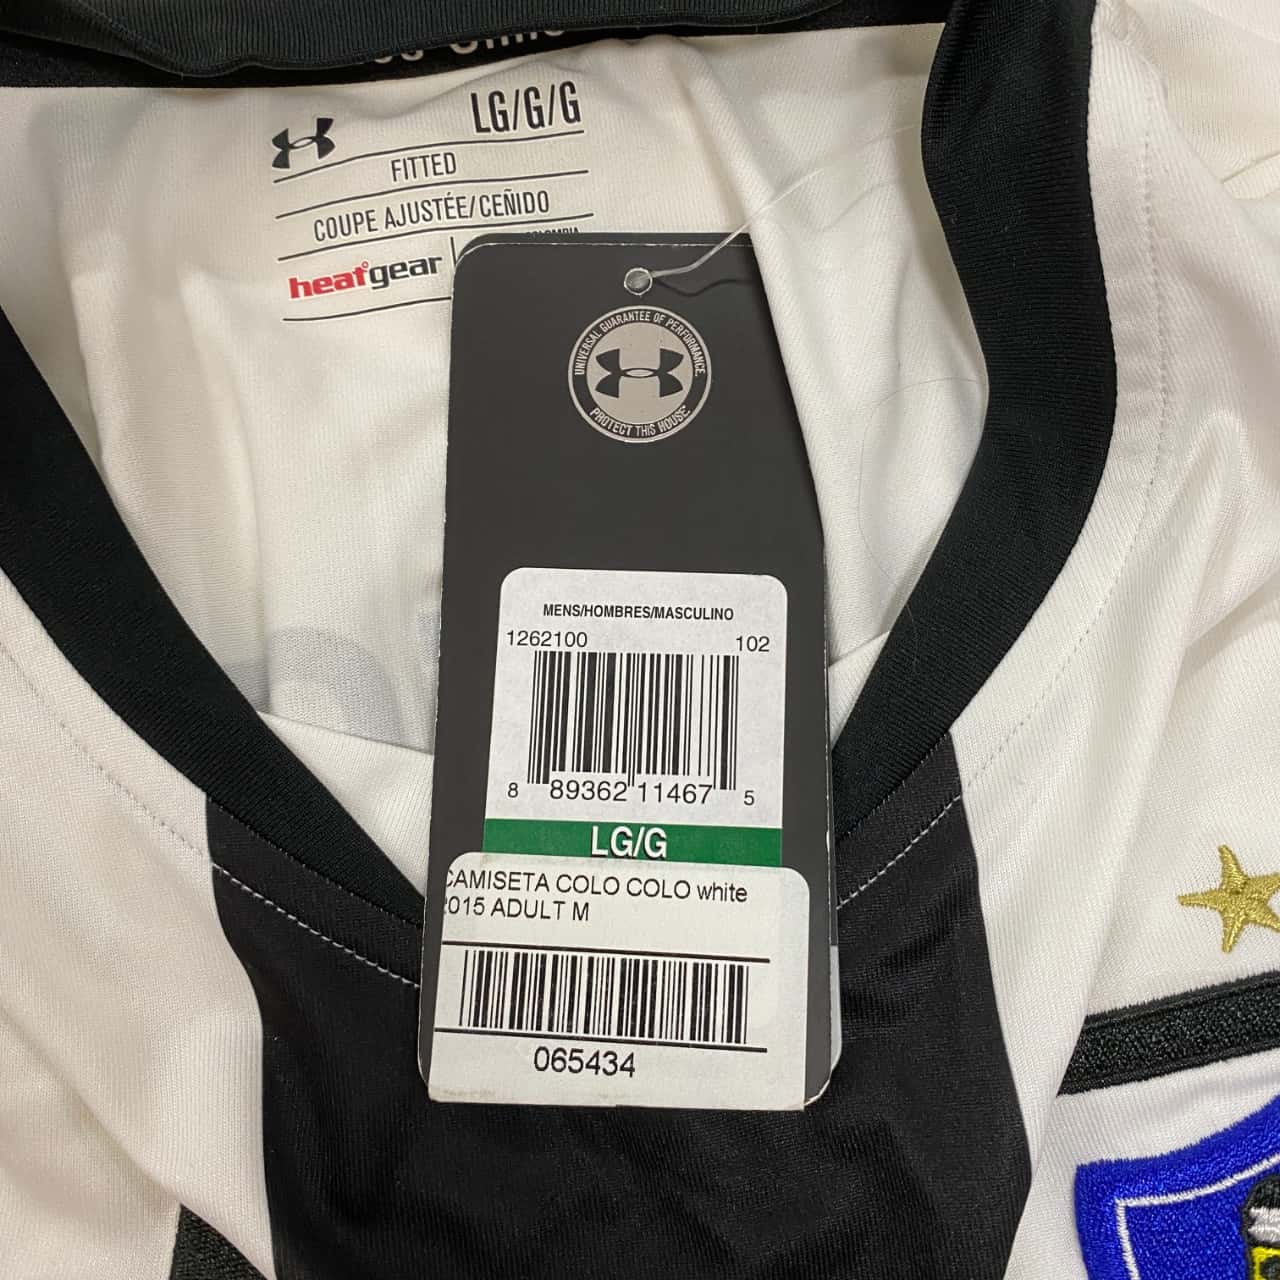 LG/G/G
FITTED
COUPE AJUSTÉE/CEÑIDO
heatgear
UNIVERSAL GUARANTEE OF PERFORMANCE.
PROTECT THIS HOUSE
MENS/HOMBRES/MASCULINO
1262100 102
8 89362 11467 5
LG/G
CAMISETA COLO COLO white
2015 ADULT M
065434